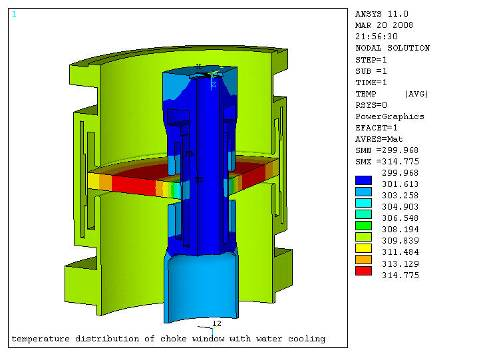 1
ANSYS 11.0
MAR 20 2008
21:56:30
NODAL SOLUTION
STEP=1
SUB =1
TIME=1
TEMP (AVG)
RSYS=0
PowerGraphics
EFACET=1
AVRES=Mat
SMN =299.968
SMX =314.775
299.968
301.613
303.258
304.903
306.548
308.194
309.839
311.484
313.129
314.775
12
temperature distribution of choke window with water cooling